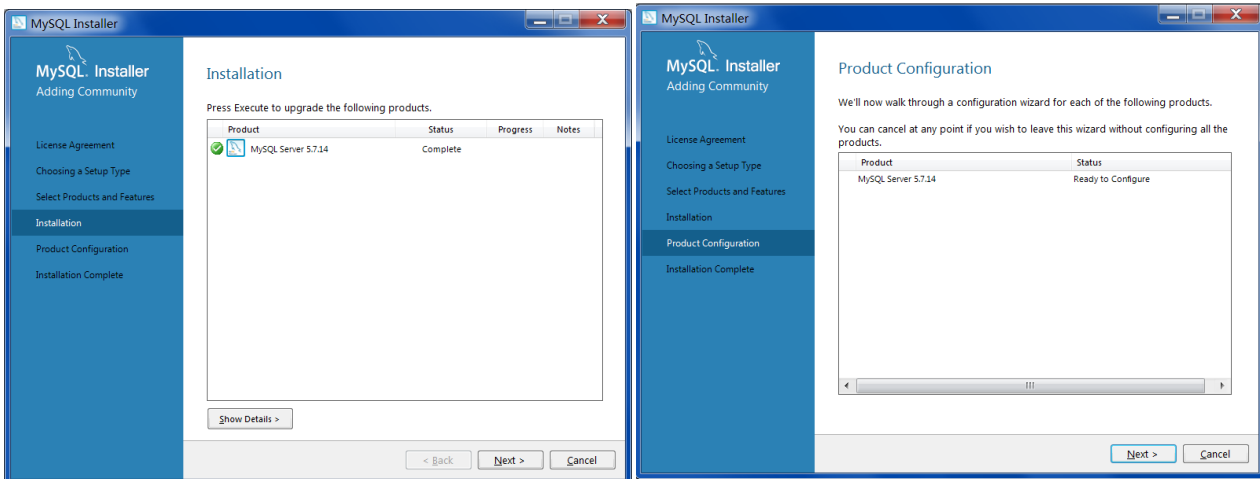 MySQL Installer
MySQL. Installer
Adding Community
License Agreement
Choosing a Setup Type
Select Products and Features
Installation
Product Configuration
Installation Complete
Installation
Press Execute to upgrade the following products.
Product Status Progress Notes
MySQL Server 5.7.14 Complete
Show Details >
< Back Next > Cancel
MySQL Installer
MySQL. Installer
Adding Community
License Agreement
Choosing a Setup Type
Select Products and Features
Installation
Product Configuration
Installation Complete
Product Configuration
We'll now walk through a configuration wizard for each of the following products.
You can cancel at any point if you wish to leave this wizard without configuring all the
products.
Product Status
MySQL Server 5.7.14 Ready to Configure
Next > Cancel